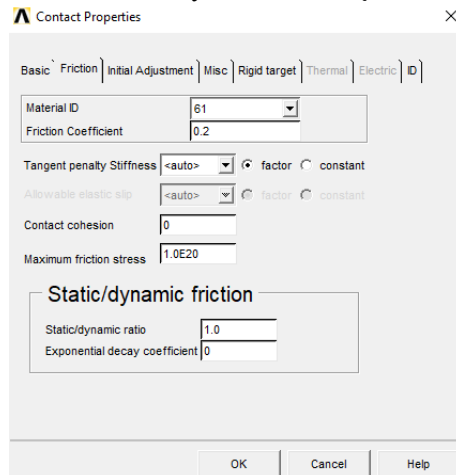 Contact Properties
Basic Friction Initial Adjustment Misc Rigid target Thermal Electric ID
Material ID 61
Friction Coefficient 0.2
Tangent penalty Stiffness <auto> factor constant
Allowable elastic slip <auto> factor constant
Contact cohesion 0
Maximum friction stress 1.0E20
Static/dynamic friction
Static/dynamic ratio 1.0
Exponential decay coefficient 0
OK Cancel Help